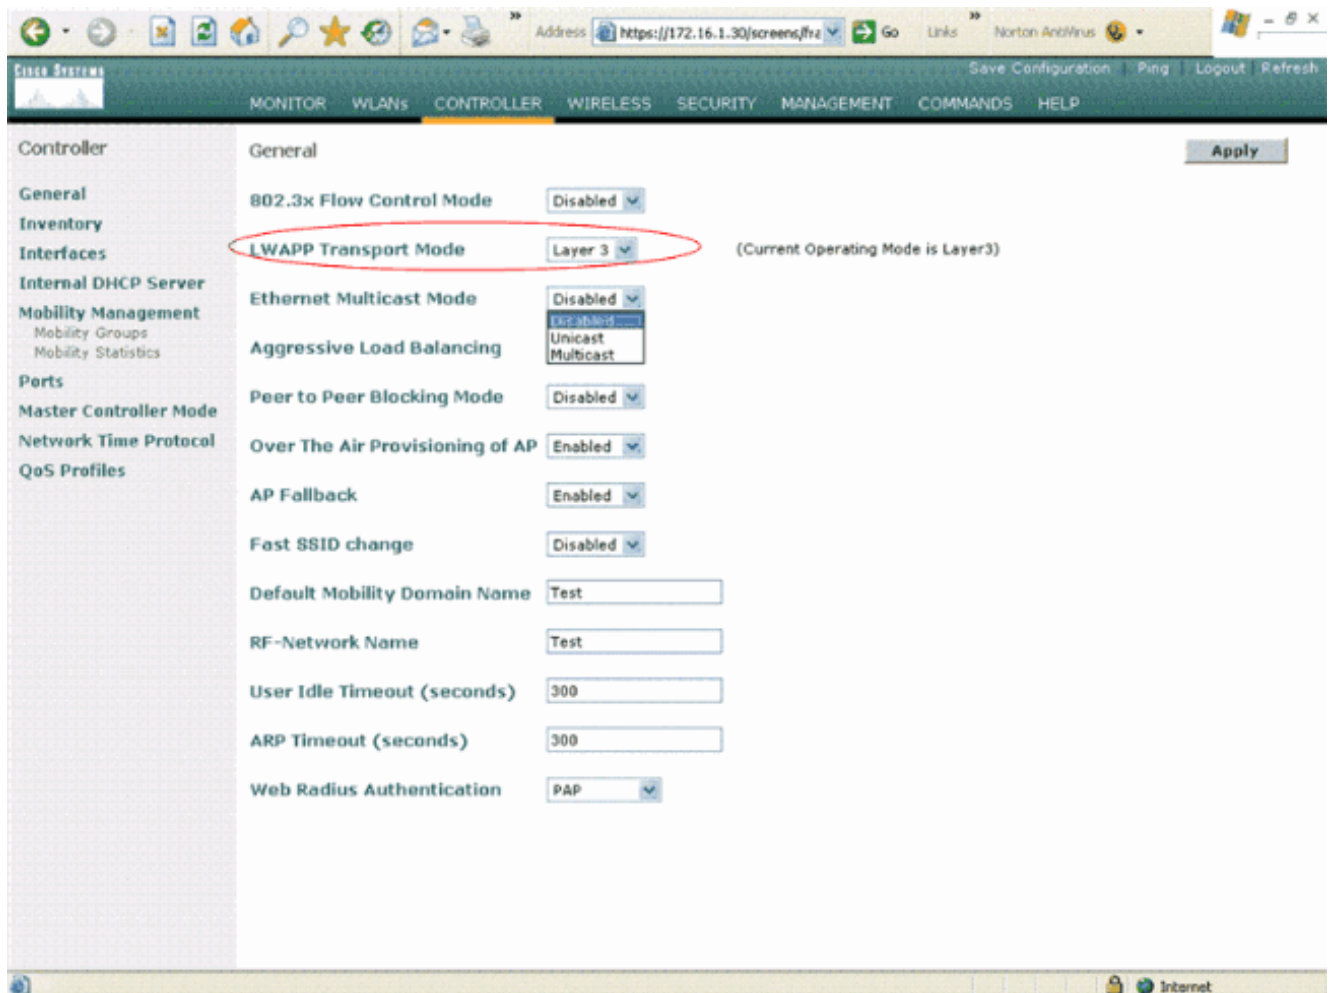 Address https://172.16.1.30/screens/fra Go Links Norton AntiVirus
CISCO SYSTEMS
Save Configuration Ping Logout Refresh
MONITOR WLANs CONTROLLER WIRELESS SECURITY MANAGEMENT COMMANDS HELP
Controller
General
Inventory
Interfaces
Internal DHCP Server
Mobility Management
Mobility Groups
Mobility Statistics
Ports
Master Controller Mode
Network Time Protocol
QoS Profiles
General
Apply
802.3x Flow Control Mode Disabled
LWAPP Transport Mode Layer 3 (Current Operating Mode is Layer3)
Ethernet Multicast Mode Disabled
Disabled
Unicast
Multicast
Aggressive Load Balancing
Peer to Peer Blocking Mode Disabled
Over The Air Provisioning of AP Enabled
AP Fallback Enabled
Fast SSID change Disabled
Default Mobility Domain Name Test
RF-Network Name Test
User Idle Timeout (seconds) 300
ARP Timeout (seconds) 300
Web Radius Authentication PAP
Internet